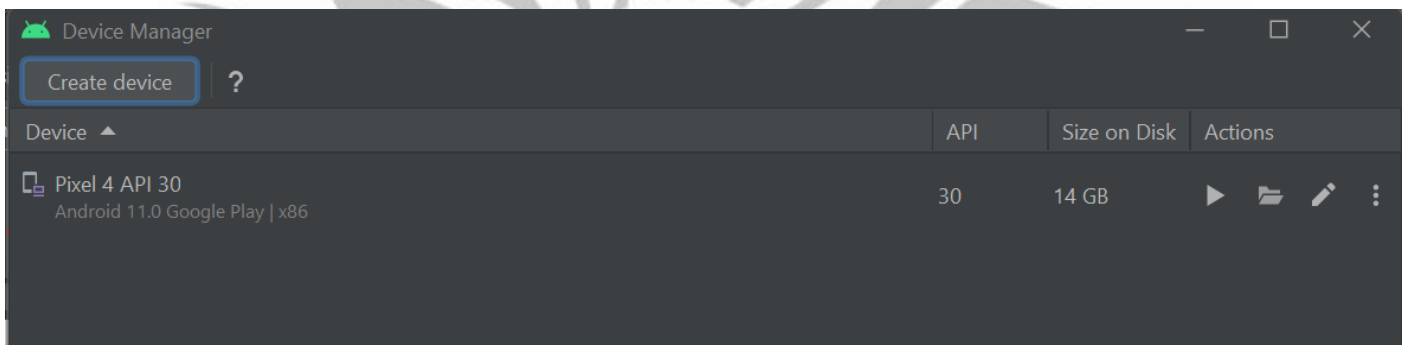 Device Manager
Create device ?
Device API Size on Disk Actions
Pixel 4 API 30
Android 11.0 Google Play | x86
30 14 GB